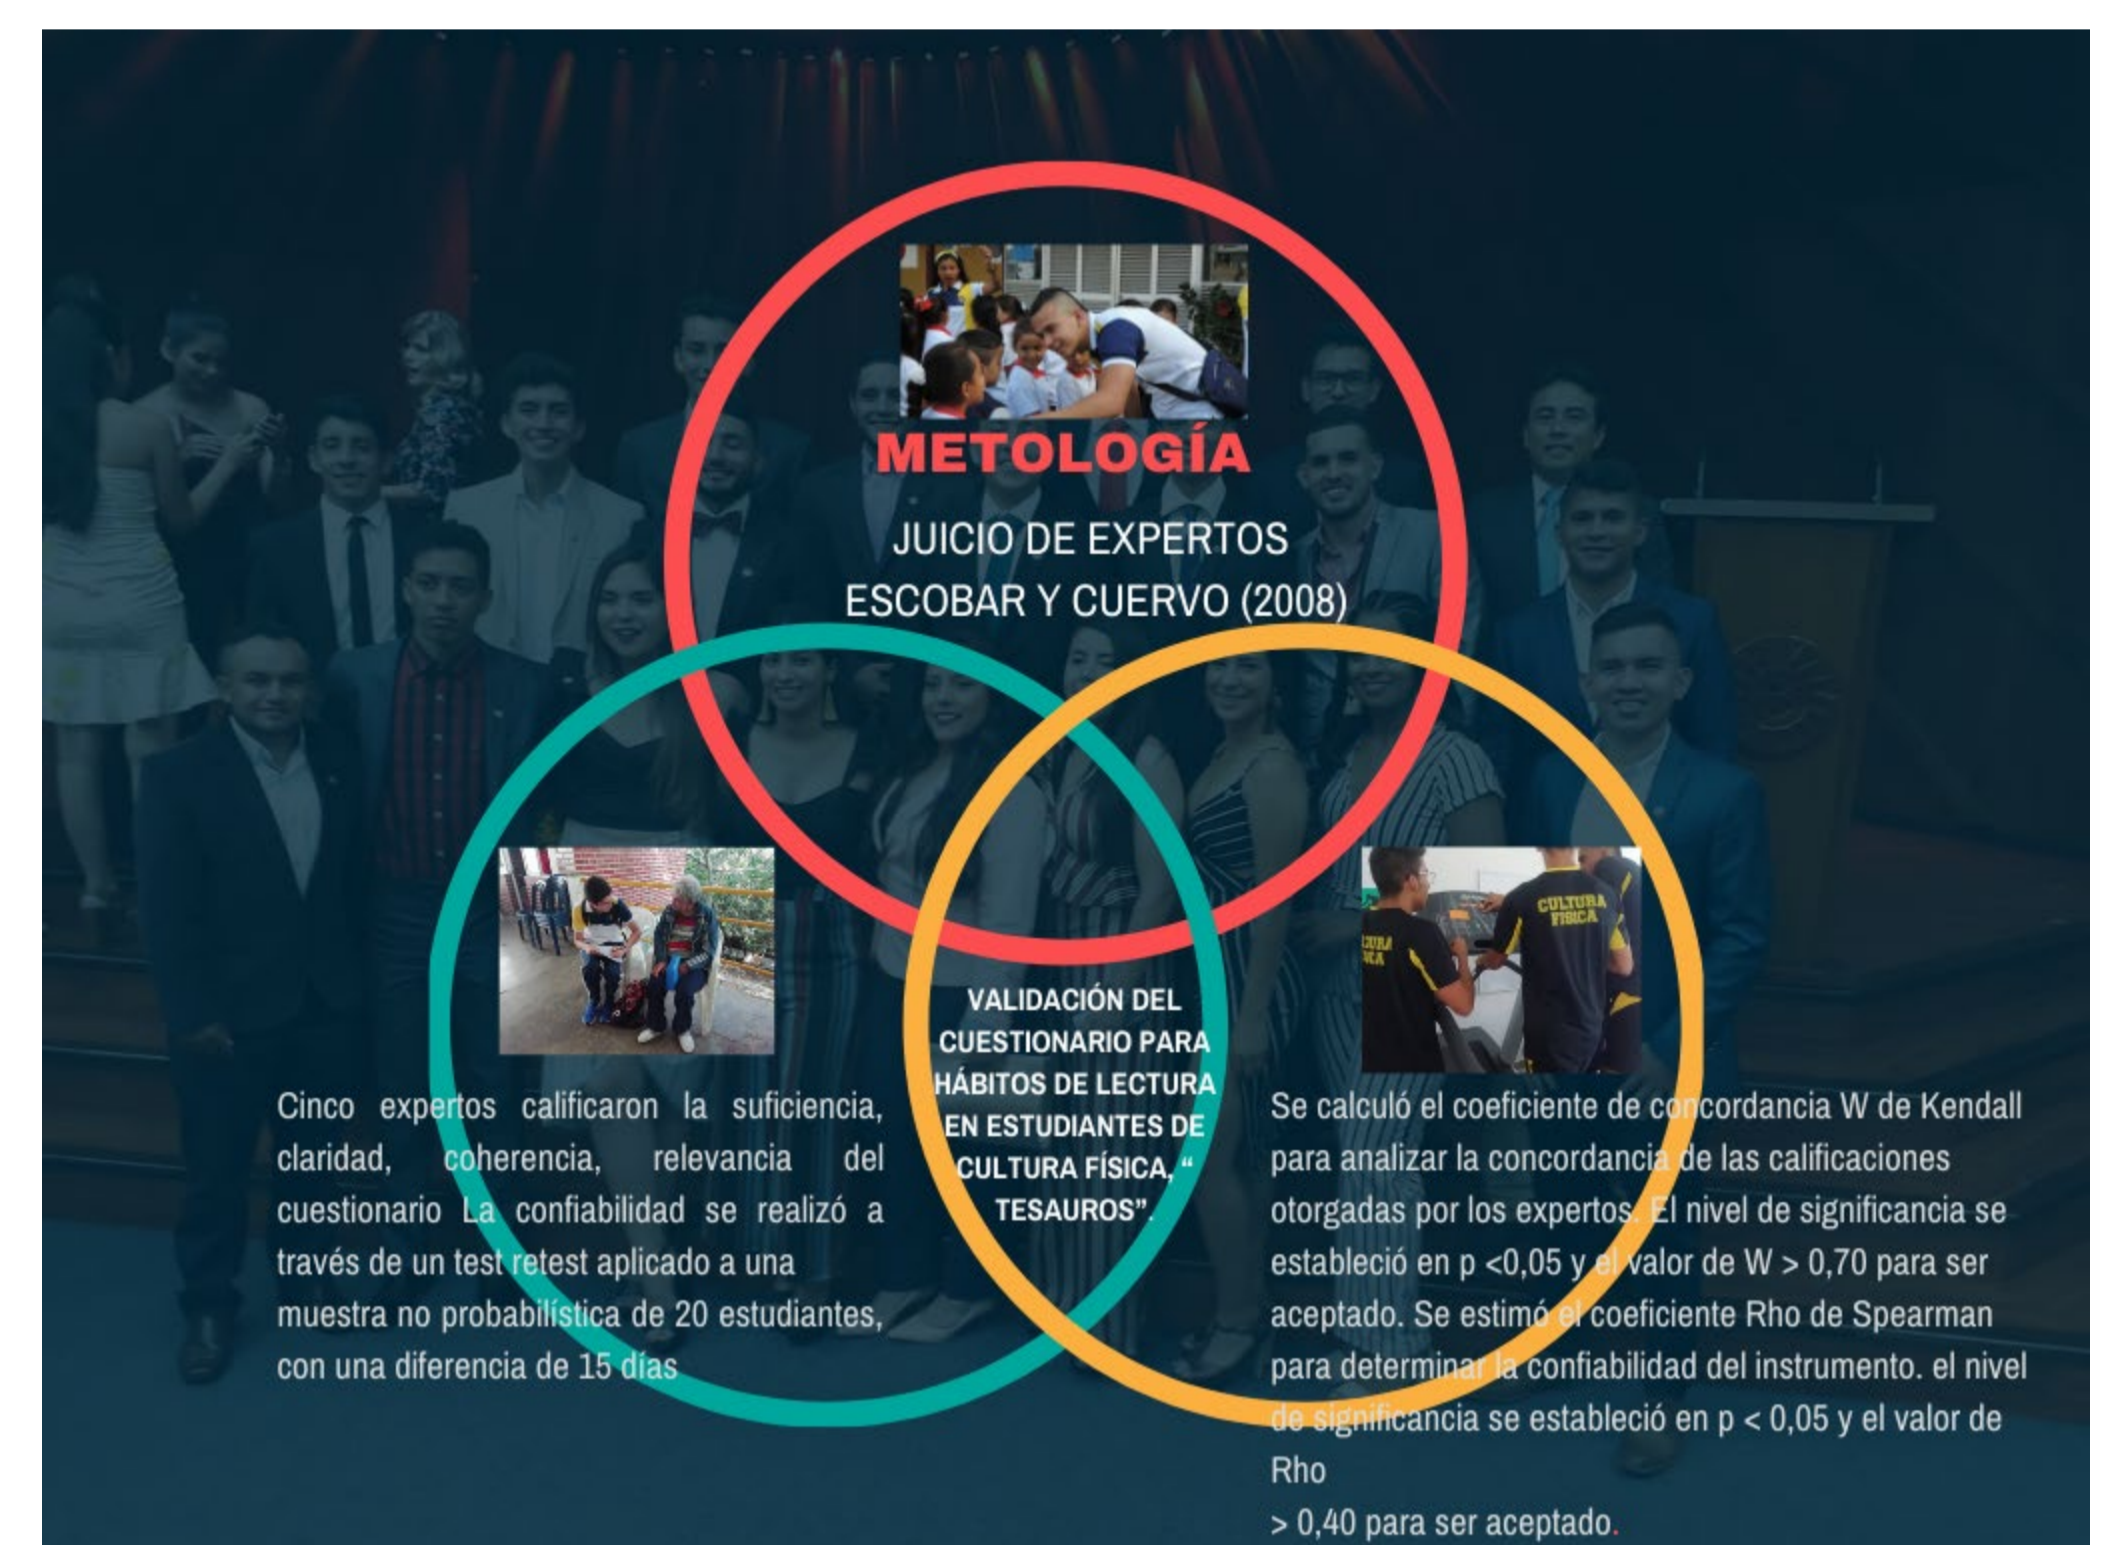 METOLOGÍA
JUICIO DE EXPERTOS
ESCOBAR Y CUERVO (2008)
CULTURA
FISICA
VALIDACIÓN DEL
CUESTIONARIO PARA
HÁBITOS DE LECTURA
EN ESTUDIANTES DE
CULTURA FÍSICA, “
TESAUROS”.
Cinco expertos calificaron la suficiencia,
claridad, coherencia, relevancia del
cuestionario La confiabilidad se realizó a
través de un test retest aplicado a una
muestra no probabilística de 20 estudiantes,
con una diferencia de 15 días
Se calculó el coeficiente de concordancia W de Kendall
para analizar la concordancia de las calificaciones
otorgadas por los expertos. El nivel de significancia se
estableció en p <0,05 y el valor de W > 0,70 para ser
aceptado. Se estimó el coeficiente Rho de Spearman
para determinar la confiabilidad del instrumento. el nivel
de significancia se estableció en p < 0,05 y el valor de
Rho
> 0,40 para ser aceptado.